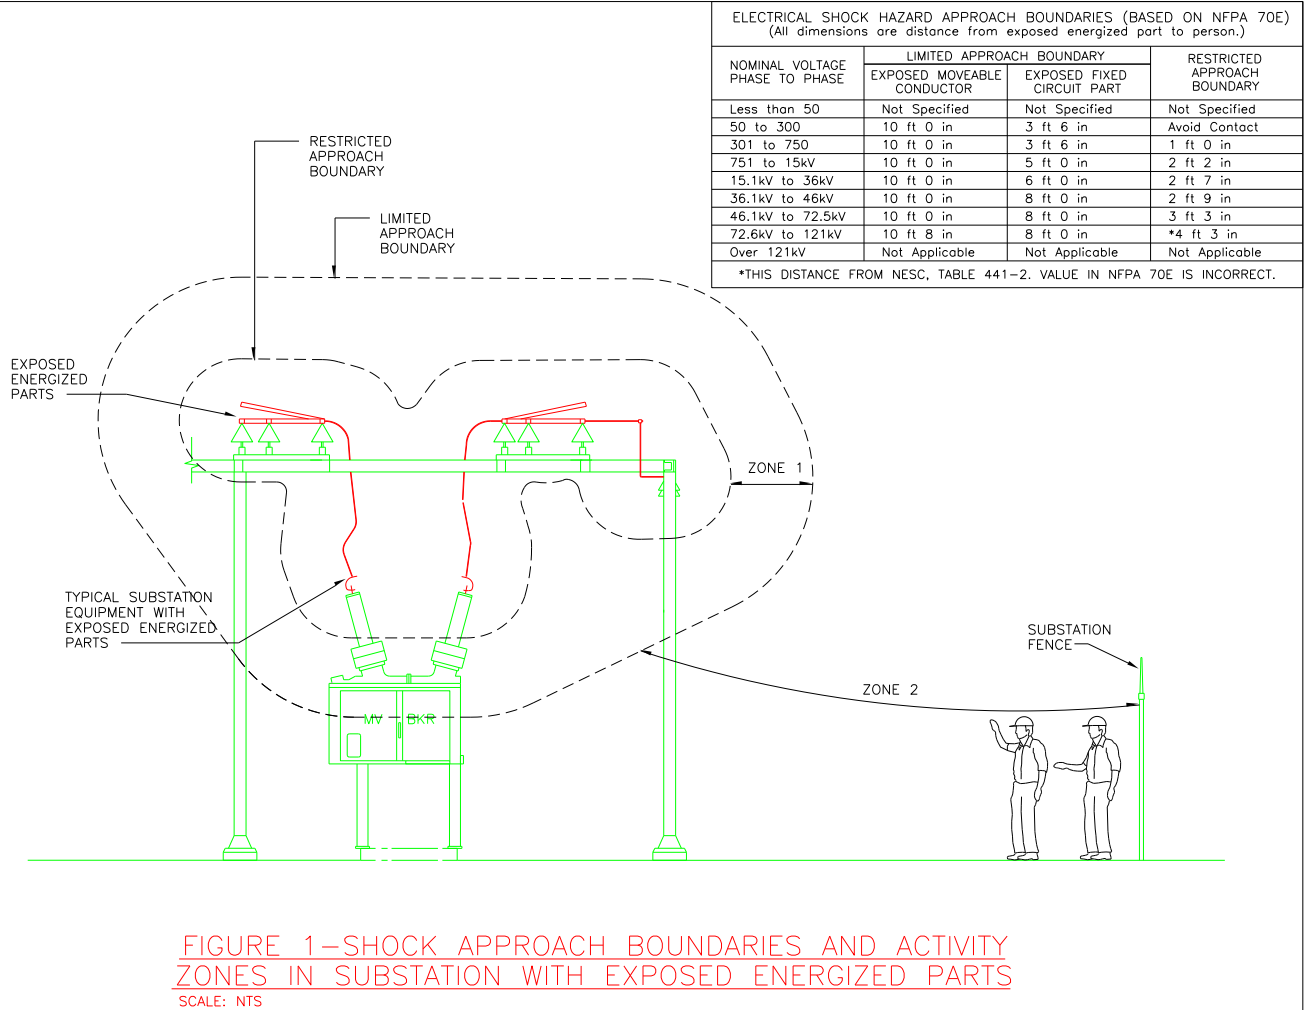 ELECTRICAL SHOCK HAZARD APPROACH BOUNDARIES (BASED ON NFPA 70E)
(All dimensions are distance from exposed energized part to person.)
NOMINAL VOLTAGE
PHASE TO PHASE
LIMITED APPROACH BOUNDARY
EXPOSED MOVEABLE
CONDUCTOR
EXPOSED FIXED
CIRCUIT PART
RESTRICTED
APPROACH
BOUNDARY
Less than 50 Not Specified Not Specified Not Specified
50 to 300 10 ft 0 in 3 ft 6 in Avoid Contact
301 to 750 10 ft 0 in 3 ft 6 in 1 ft 0 in
751 to 15kV 10 ft 0 in 5 ft 0 in 2 ft 2 in
15.1kV to 36kV 10 ft 0 in 6 ft 0 in 2 ft 7 in
36.1kV to 46kV 10 ft 0 in 8 ft 0 in 2 ft 9 in
46.1kV to 72.5kV 10 ft 0 in 8 ft 0 in 3 ft 3 in
72.6kV to 121kV 10 ft 8 in 8 ft 0 in *4 ft 3 in
Over 121kV Not Applicable Not Applicable Not Applicable
*THIS DISTANCE FROM NESC, TABLE 441-2. VALUE IN NFPA 70E IS INCORRECT.
RESTRICTED
APPROACH
BOUNDARY
LIMITED
APPROACH
BOUNDARY
EXPOSED
ENERGIZED
PARTS
ZONE 1
TYPICAL SUBSTATION
EQUIPMENT WITH
EXPOSED ENERGIZED
PARTS
SUBSTATION
FENCE
ZONE 2
MV BKR
FIGURE 1-SHOCK APPROACH BOUNDARIES AND ACTIVITY
ZONES IN SUBSTATION WITH EXPOSED ENERGIZED PARTS
SCALE: NTS